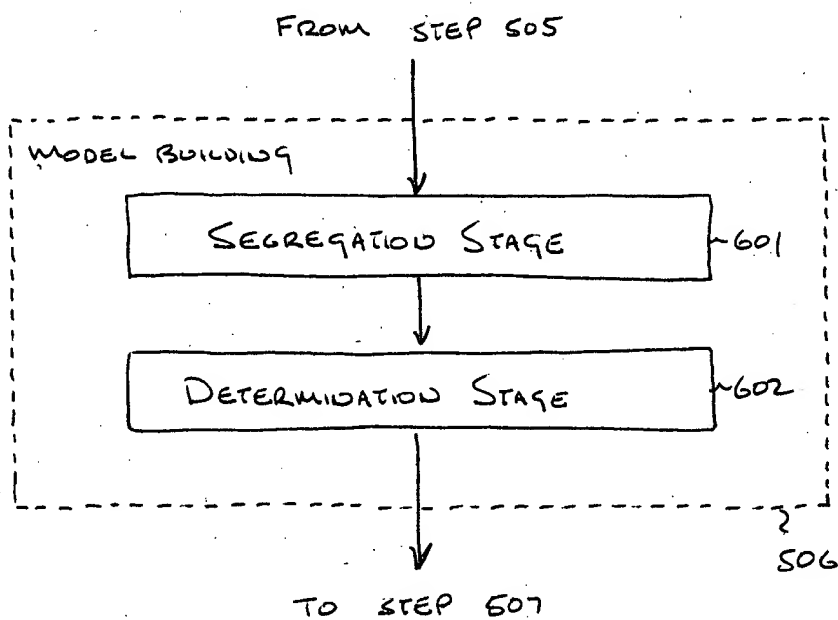 FROM STEP 505
MODEL BUILDING
SEGREGATION STAGE
601
DETERMINATION STAGE
602
506
TO STEP 507